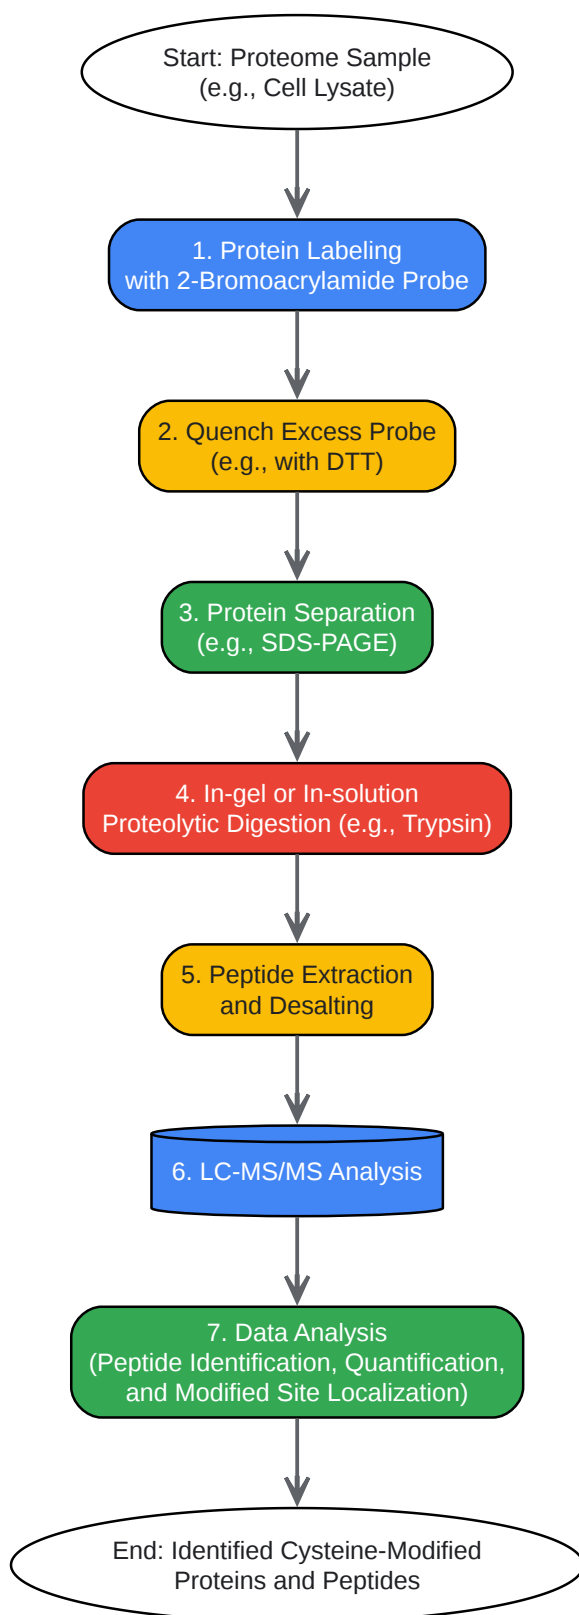 Start: Proteome Sample
(e.g., Cell Lysate)
1. Protein Labeling
with 2-Bromoacrylamide Probe
2. Quench Excess Probe
(e.g., with DTT)
3. Protein Separation
(e.g., SDS-PAGE)
4. In-gel or In-solution
Proteolytic Digestion (e.g., Trypsin)
5. Peptide Extraction
and Desalting
6. LC-MS/MS Analysis
7. Data Analysis
(Peptide Identification, Quantification,
and Modified Site Localization)
End: Identified Cysteine-Modified
Proteins and Peptides